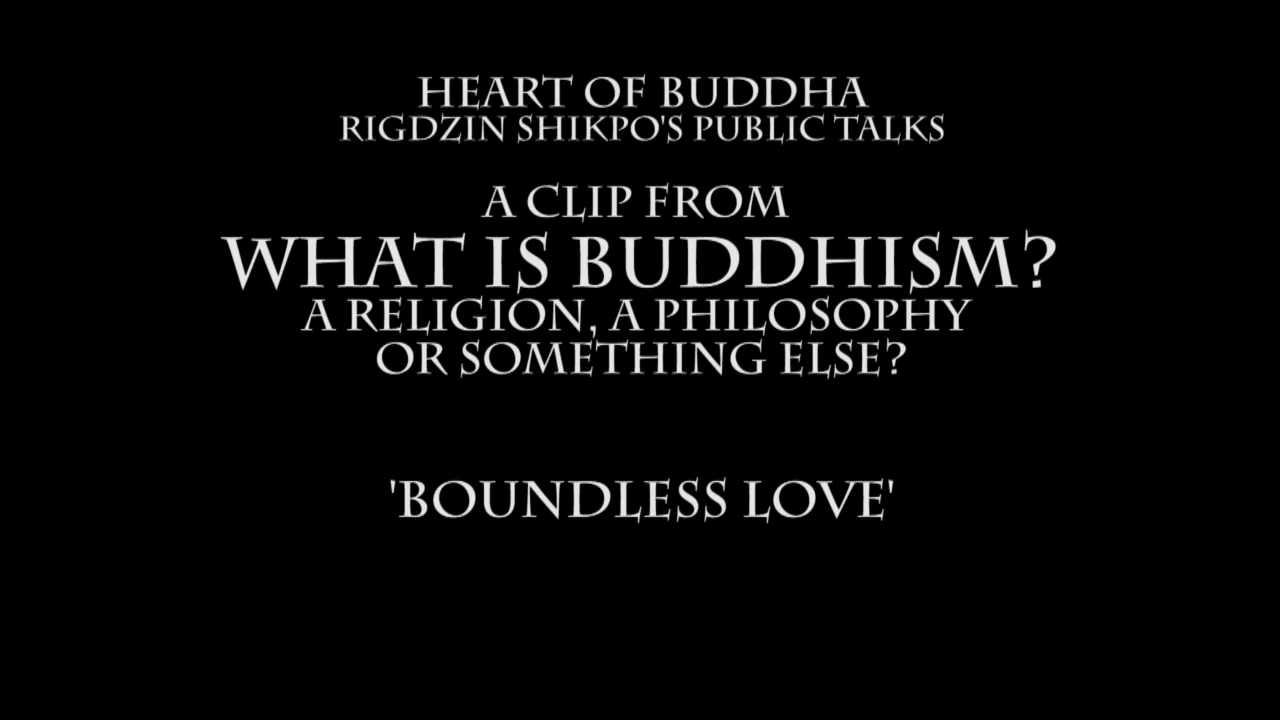 HEART OF BUDDHA
RIGDZIN SHIKPO'S PUBLIC TALKS
A CLIP FROM
WHAT IS BUDDHISM?
A RELIGION, A PHILOSOPHY
OR SOMETHING ELSE?
'BOUNDLESS LOVE'